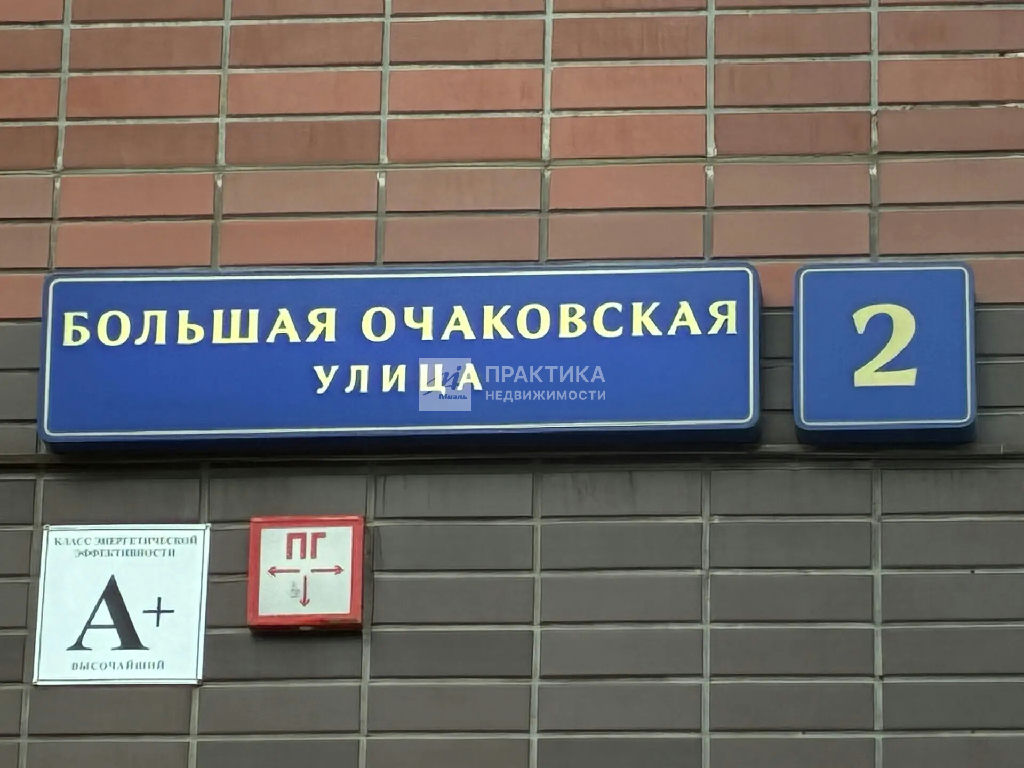 БОЛЬШАЯ ОЧАКОВСКАЯ
УЛИЦА
2
ПРАКТИКА
НЕДВИЖИМОСТИ
КЛАСС ЭНЕРГЕТИЧЕСКОЙ
ЭФФЕКТИВНОСТИ
А+
ВЫСОЧАЙШИЙ
ПГ